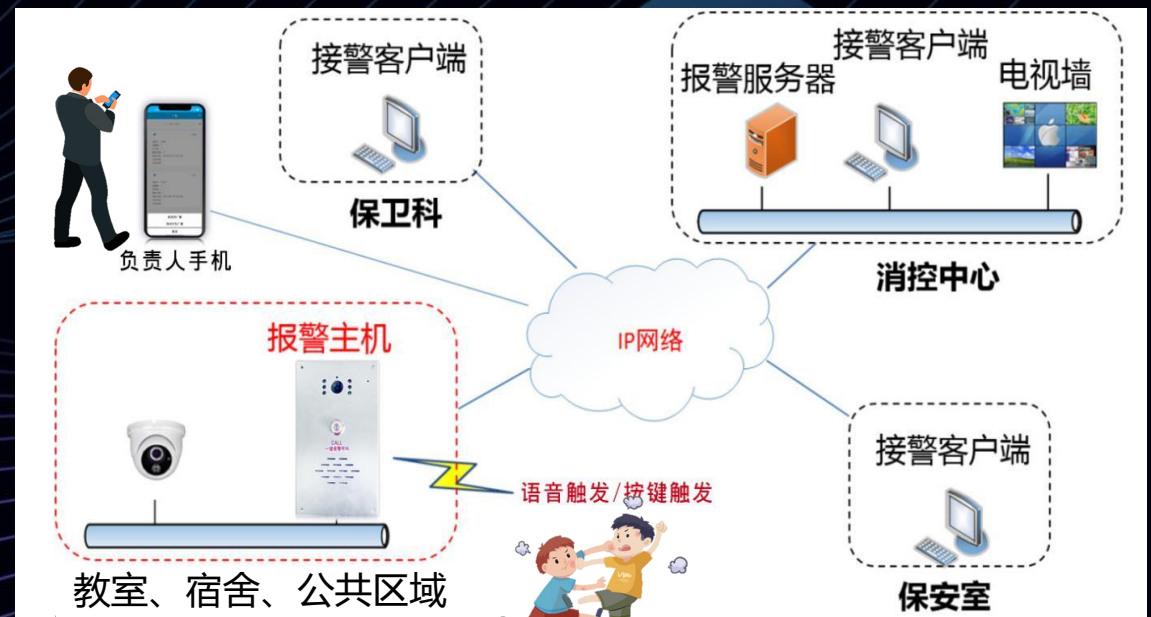 接警客户端
保卫科
负责人手机
接警客户端
报警服务器
电视墙
消控中心
IP网络
报警主机
CALL
语音触发/按键触发
教室、宿舍、公共区域
接警客户端
保安室